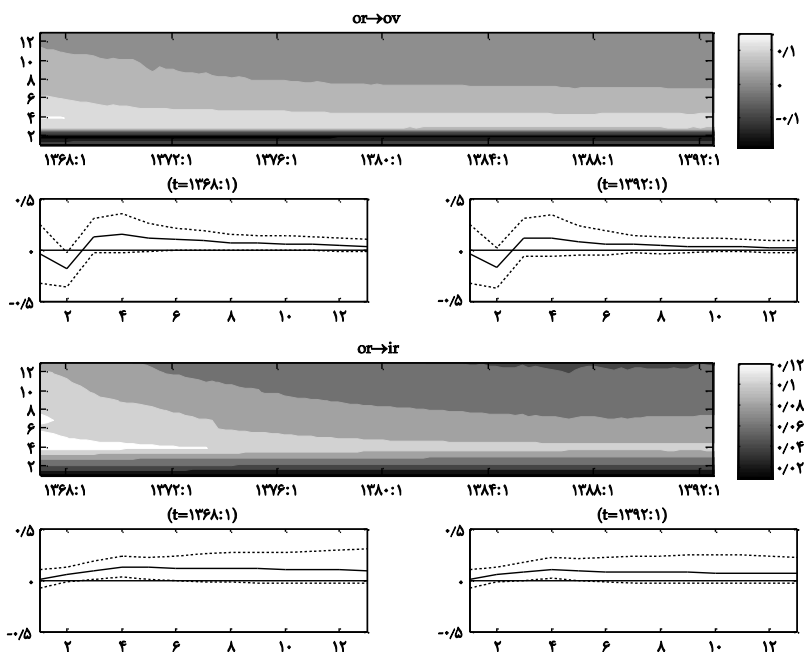 or→ov
۱۲
۱۰
۸
۶
۴
۲
۱۳۶۸:۱ ۱۳۷۲:۱ ۱۳۷۶:۱ ۱۳۸۰:۱ ۱۳۸۴:۱ ۱۳۸۸:۱ ۱۳۹۲:۱
۰/۱
۰
-۰/۱
(t=۱۳۶۸:۱)
۰/۵
۰
-۰/۵
۲ ۴ ۶ ۸ ۱۰ ۱۲
(t=۱۳۹۲:۱)
۰/۵
۰
-۰/۵
۲ ۴ ۶ ۸ ۱۰ ۱۲
or→ir
۱۲
۱۰
۸
۶
۴
۲
۱۳۶۸:۱ ۱۳۷۲:۱ ۱۳۷۶:۱ ۱۳۸۰:۱ ۱۳۸۴:۱ ۱۳۸۸:۱ ۱۳۹۲:۱
۰/۱۲
۰/۱
۰/۰۸
۰/۰۶
۰/۰۴
۰/۰۲
(t=۱۳۶۸:۱)
۰/۵
۰
-۰/۵
۲ ۴ ۶ ۸ ۱۰ ۱۲
(t=۱۳۹۲:۱)
۰/۵
۰
-۰/۵
۲ ۴ ۶ ۸ ۱۰ ۱۲